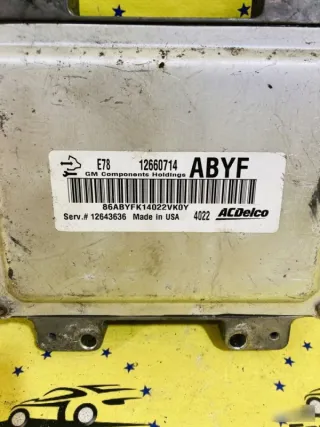 E78 12660714 ABYF
GM Components Holdings
86ABYFK14022VK0Y
Serv.# 12643636 Made in USA 4022 ACDelco